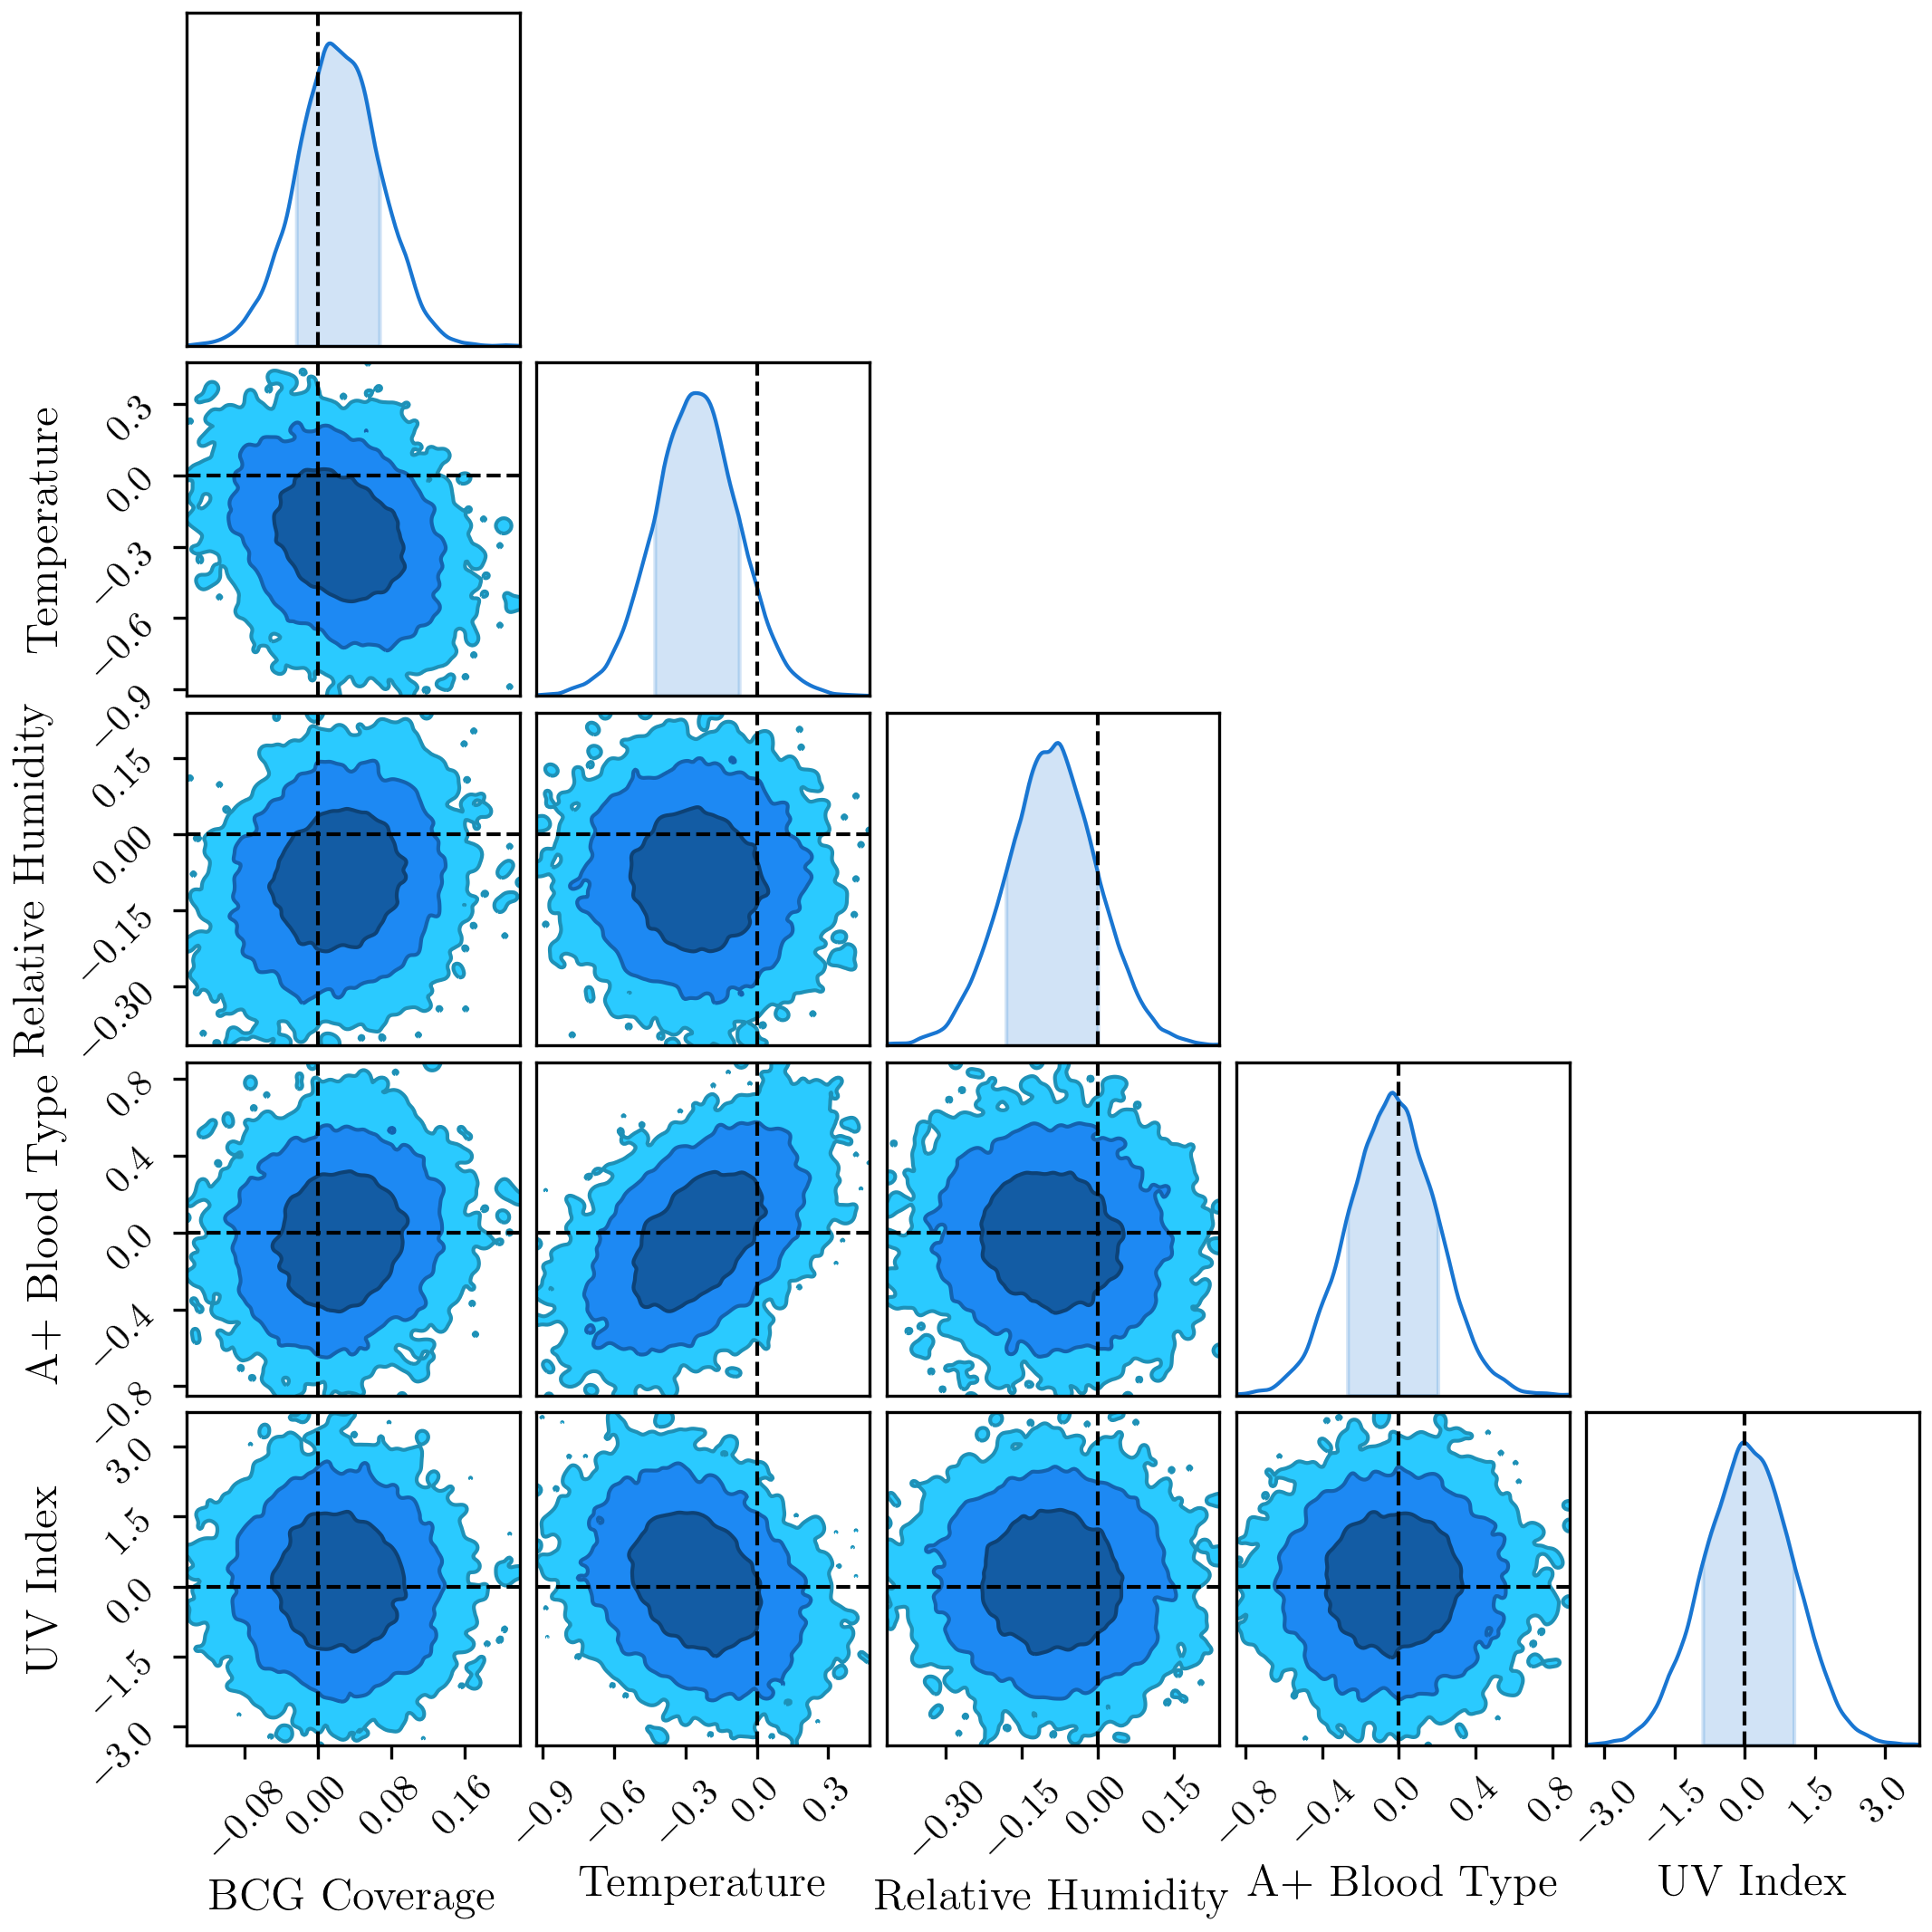 Temperature
0.3
0.0
−0.3
−0.6
−0.9
Relative Humidity
0.15
0.00
−0.15
−0.30
A+ Blood Type
0.8
0.4
0.0
−0.4
−0.8
UV Index
3.0
1.5
0.0
−1.5
−3.0
−0.08 0.00 0.08 0.16
−0.9 −0.6 −0.3 0.0 0.3
−0.30 −0.15 0.00 0.15
−0.8 −0.4 0.0 0.4 0.8
−3.0 −1.5 0.0 1.5 3.0
BCG Coverage
Temperature
Relative Humidity
A+ Blood Type
UV Index